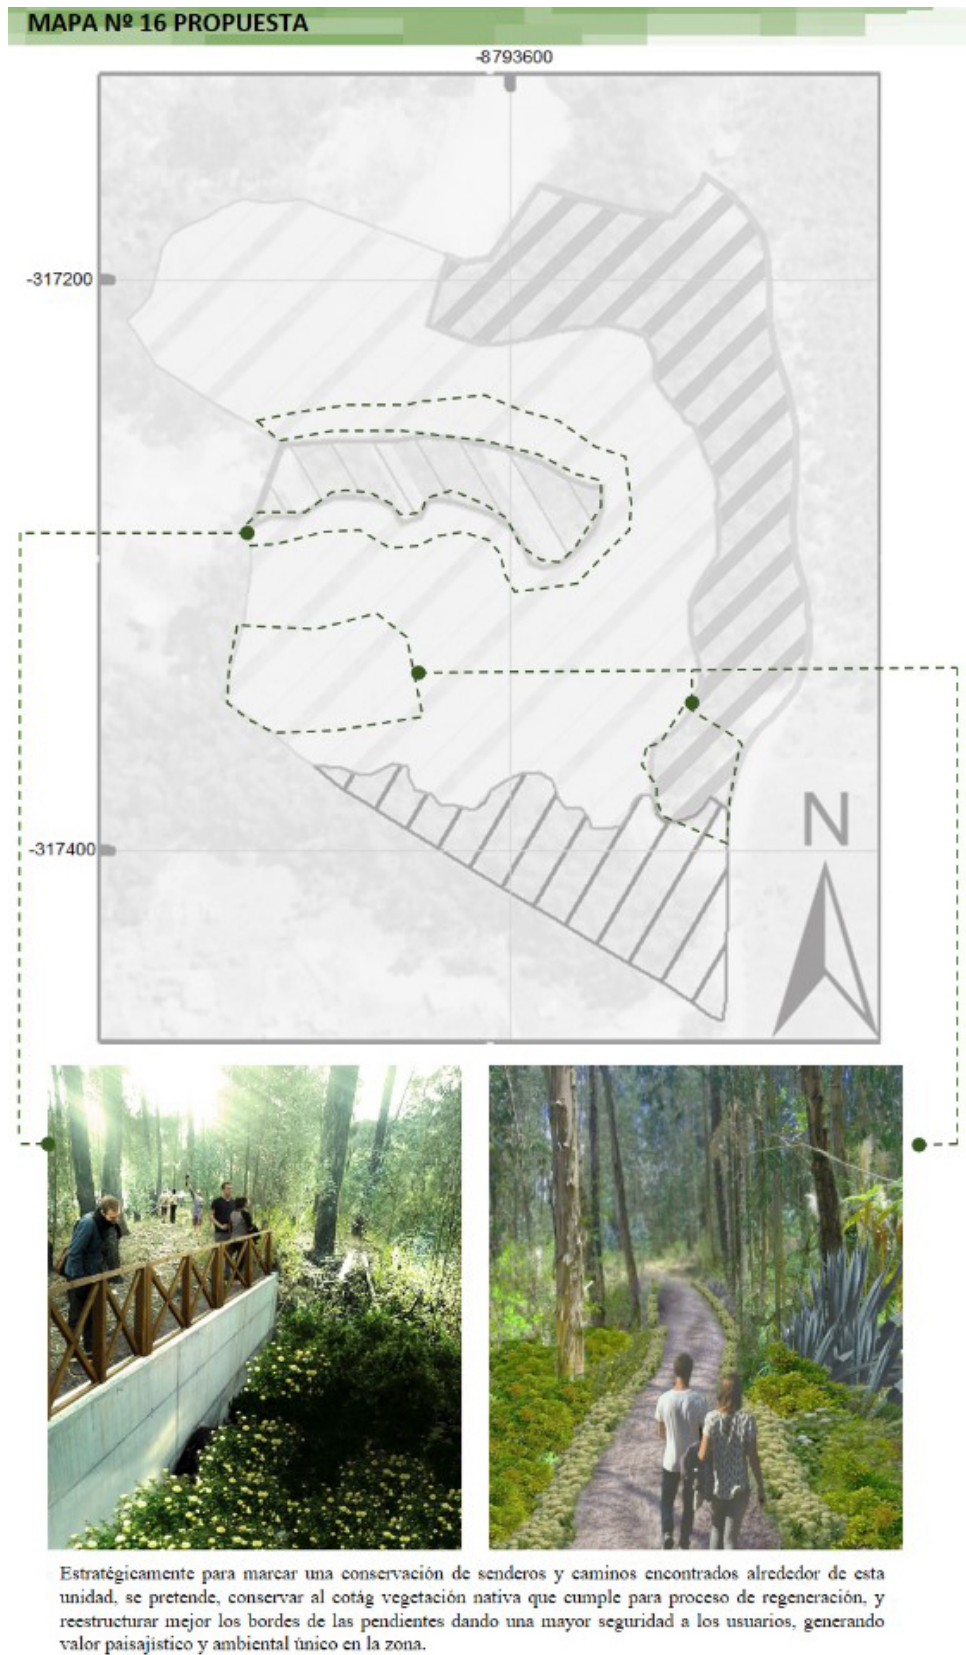 MAPA Nº 16 PROPUESTA
-8793600
-317200
-317400
N
Estratégicamente para marcar una conservación de senderos y caminos encontrados alrededor de esta
unidad, se pretende, conservar al cotág vegetación nativa que cumple para proceso de regeneración, y
reestructurar mejor los bordes de las pendientes dando una mayor seguridad a los usuarios, generando
valor paisajístico y ambiental único en la zona.